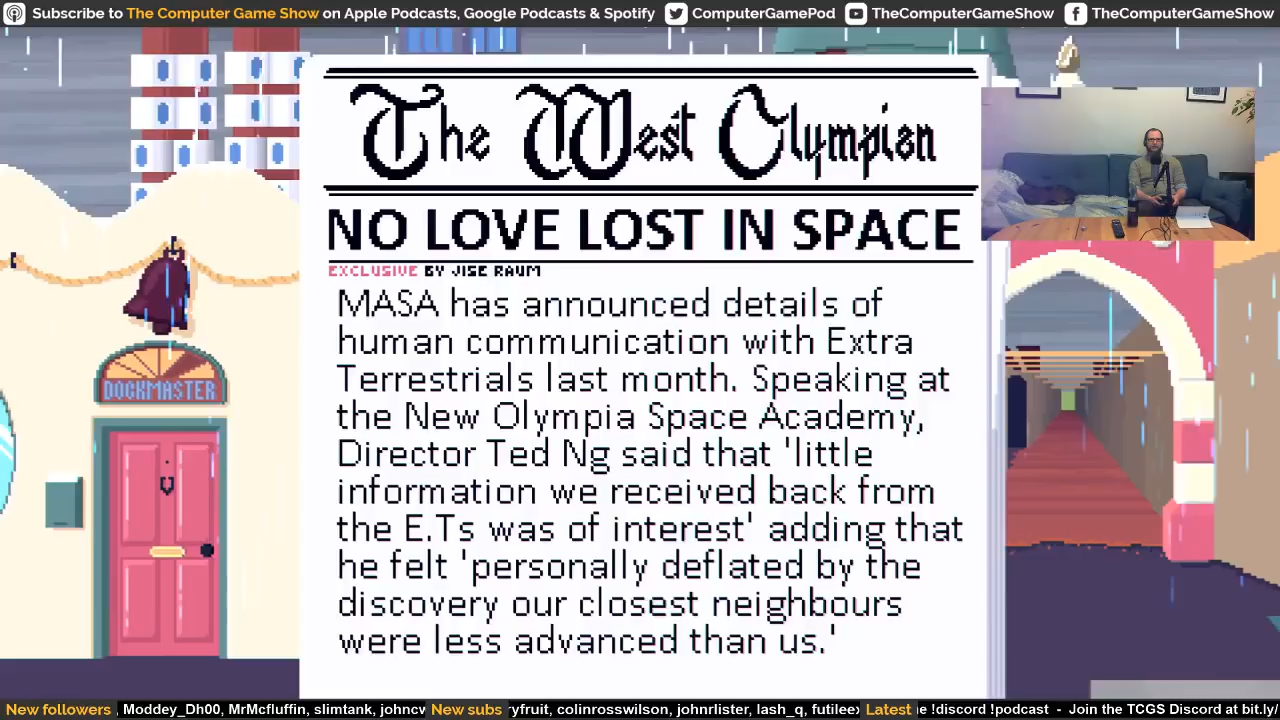 Subscribe to The Computer Game Show on Apple Podcasts, Google Podcasts & Spotify ComputerGamePod TheComputerGameShow TheComputerGameShow
The West Olympian
NO LOVE LOST IN SPACE
EXCLUSIVE BY JISE RAUM
MASA has announced details of
human communication with Extra
Terrestrials last month. Speaking at
the New Olympia Space Academy,
Director Ted Ng said that 'little
information we received back from
the E.Ts was of interest' adding that
he felt 'personally deflated by the
discovery our closest neighbours
were less advanced than us.'
DOCKMASTER
New followers , Moddey_Dh00, MrMcfluffin, slimtank, johncw New subs ryfruit, colinrosswilson, johnrlister, lash_q, futilee Latest e !discord !podcast - Join the TCGS Discord at bit.ly/